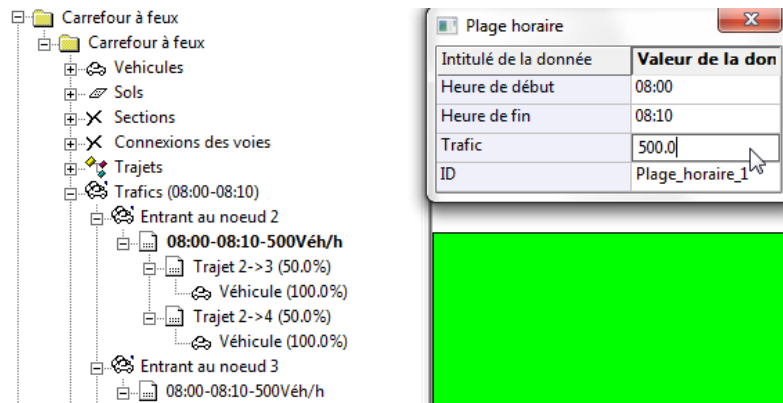 Carrefour à feux
Carrefour à feux
Vehicules
Sols
Sections
Connexions des voies
Trajets
Trafics (08:00-08:10)
Entrant au noeud 2
08:00-08:10-500Véh/h
Trajet 2->3 (50.0%)
Véhicule (100.0%)
Trajet 2->4 (50.0%)
Véhicule (100.0%)
Entrant au noeud 3
08:00-08:10-500Véh/h
Plage horaire
Intitulé de la donnée Valeur de la don
Heure de début 08:00
Heure de fin 08:10
Trafic 500.0
ID Plage_horaire_1